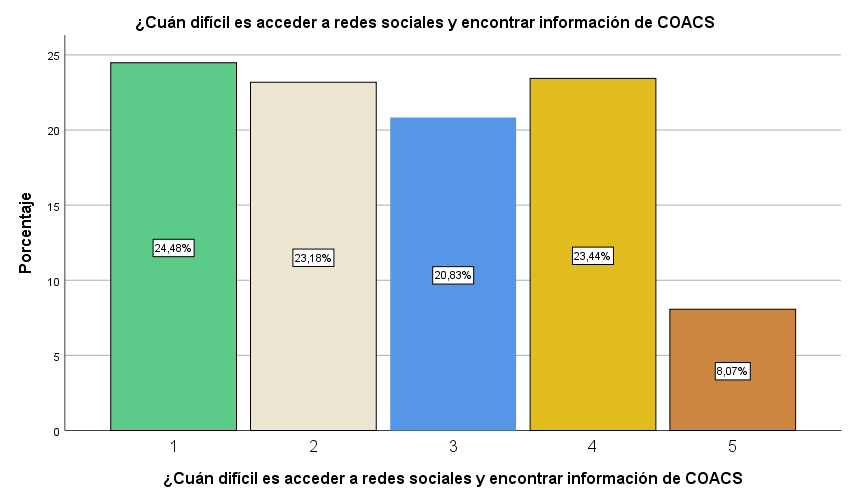 ¿Cuán difícil es acceder a redes sociales y encontrar información de COACS
Porcentaje
25
20
15
10
5
0
24,48%
23,18%
20,83%
23,44%
8,07%
1 2 3 4 5
¿Cuán difícil es acceder a redes sociales y encontrar información de COACS